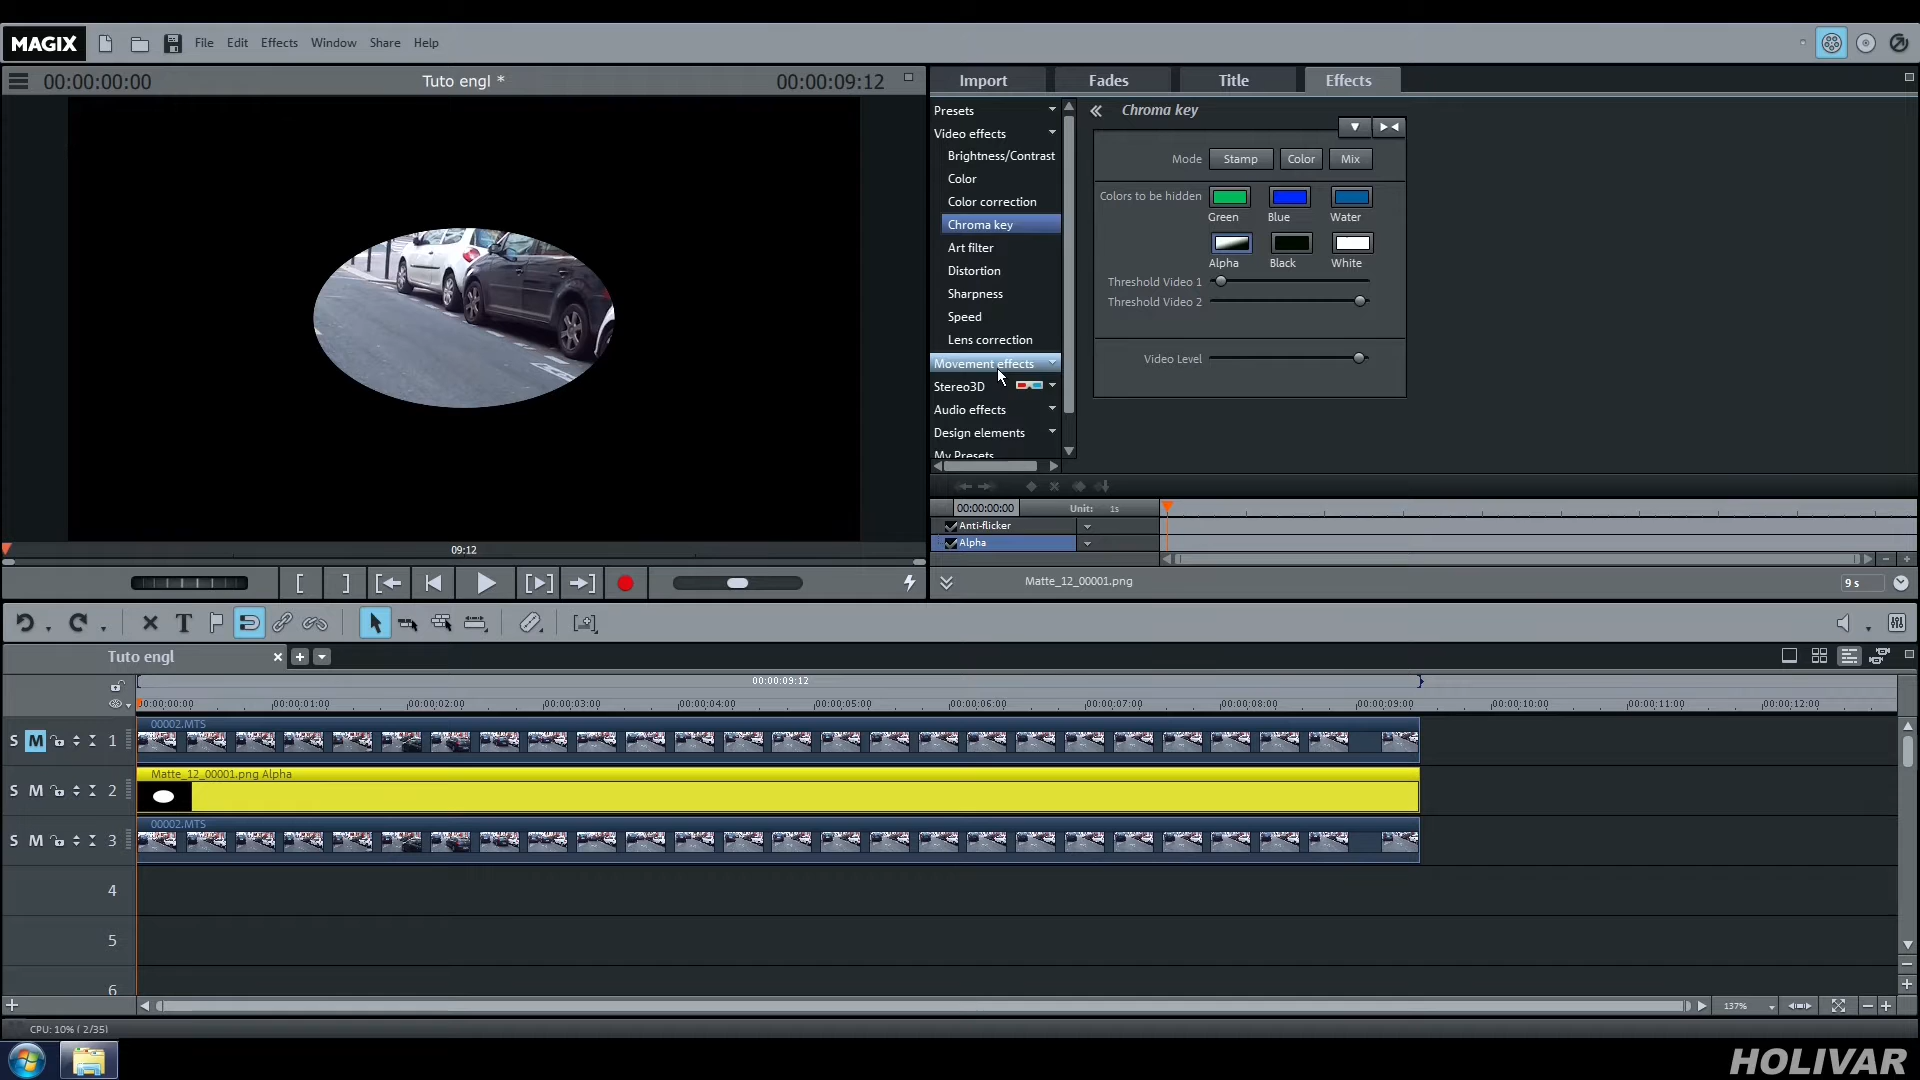 MAGIX File Edit Effects Window Share Help
00:00:00:00 Tuto engl * 00:00:09:12
Import Fades Title Effects
Presets
Video effects
Brightness/Contrast
Color
Color correction
Chroma key
Art filter
Distortion
Sharpness
Speed
Lens correction
Movement effects
Stereo3D
Audio effects
Design elements
My Presets
Chroma key
Mode Stamp Color Mix
Colors to be hidden
Green Blue Water
Alpha Black White
Threshold Video 1
Threshold Video 2
Video Level
00:00:00:00 Unit: 1s
Anti-flicker
Alpha
Matte_12_00001.png 9 s
09:12
Tuto engl
00:00:09:12
00:00:00:00 00:00:01:00 00:00:02:00 00:00:03:00 00:00:04:00 00:00:05:00 00:00:06:00 00:00:07:00 00:00:08:00 00:00:09:00 00:00:10:00 00:00:11:00 00:00:12:00
00002.MTS
S M 1
Matte_12_00001.png Alpha
S M 2
00002.MTS
S M 3
4
5
6
137%
CPU: 10% ( 2/35)
HOLIVAR